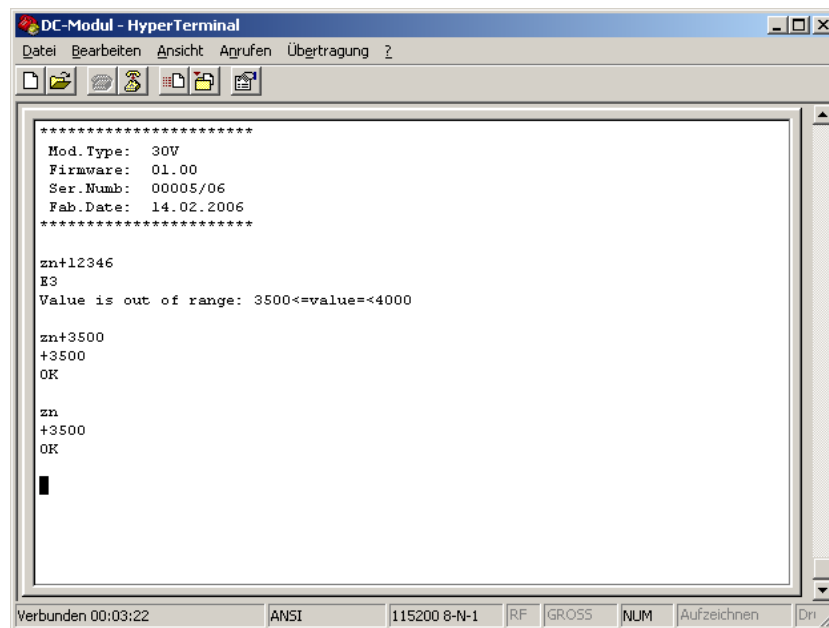 DC-Modul - HyperTerminal
Datei Bearbeiten Ansicht Anrufen Übertragung ?
************************
Mod.Type: 30V
Firmware: 01.00
Ser.Numb: 00005/06
Fab.Date: 14.02.2006
************************
zn+12346
E3
Value is out of range: 3500<=value=<4000
zn+3500
+3500
OK
zn
+3500
OK
Verbunden 00:03:22 ANSI 115200 8-N-1 RF GROSS NUM Aufzeichnen